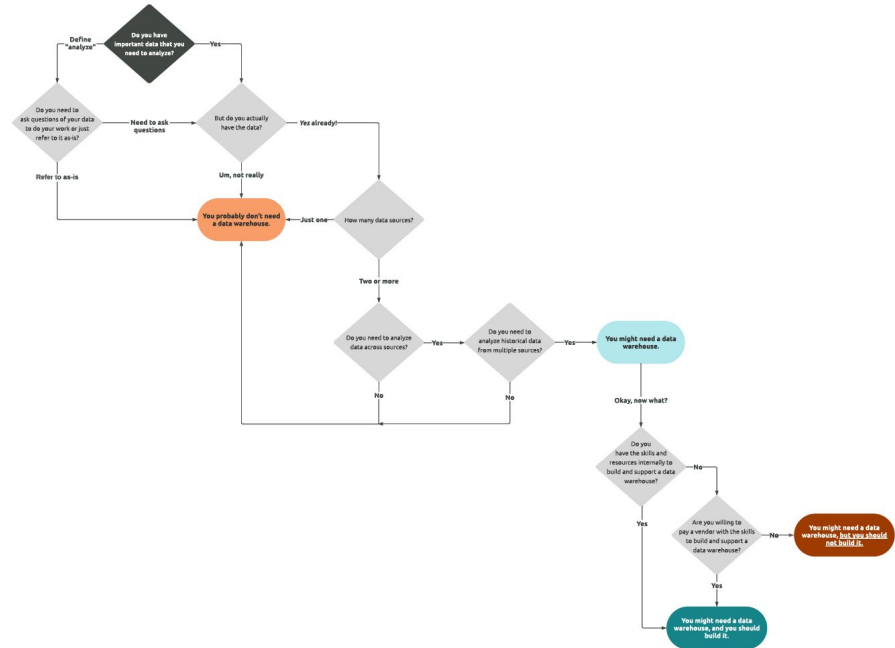 Do you have
important data that you
need to analyze?
Define
"analyze"
Yes
Do you need to
ask questions of your data
to do your work or just
refer to it as-is?
Need to ask
questions
But do you actually
have the data?
Yez already!
Refer to as-is
Um, not really
You probably don't need
a data warehouse.
Just one
How many data sources?
Two or more
Do you need to analyze
data across sources?
Yes
Do you need to
analyze historical data
from multiple sources?
Yes
You might need a data
warehouse.
No
No
Okay, now what?
Do you
have the skills and
resources internally to
build and support a data
warehouse?
No
Yes
Are you willing to
pay a vendor with the skills
to build and support a
data warehouse?
No
You might need a data
warehouse, but you should
not build it.
Yes
You might need a data
warehouse, and you should
build it.